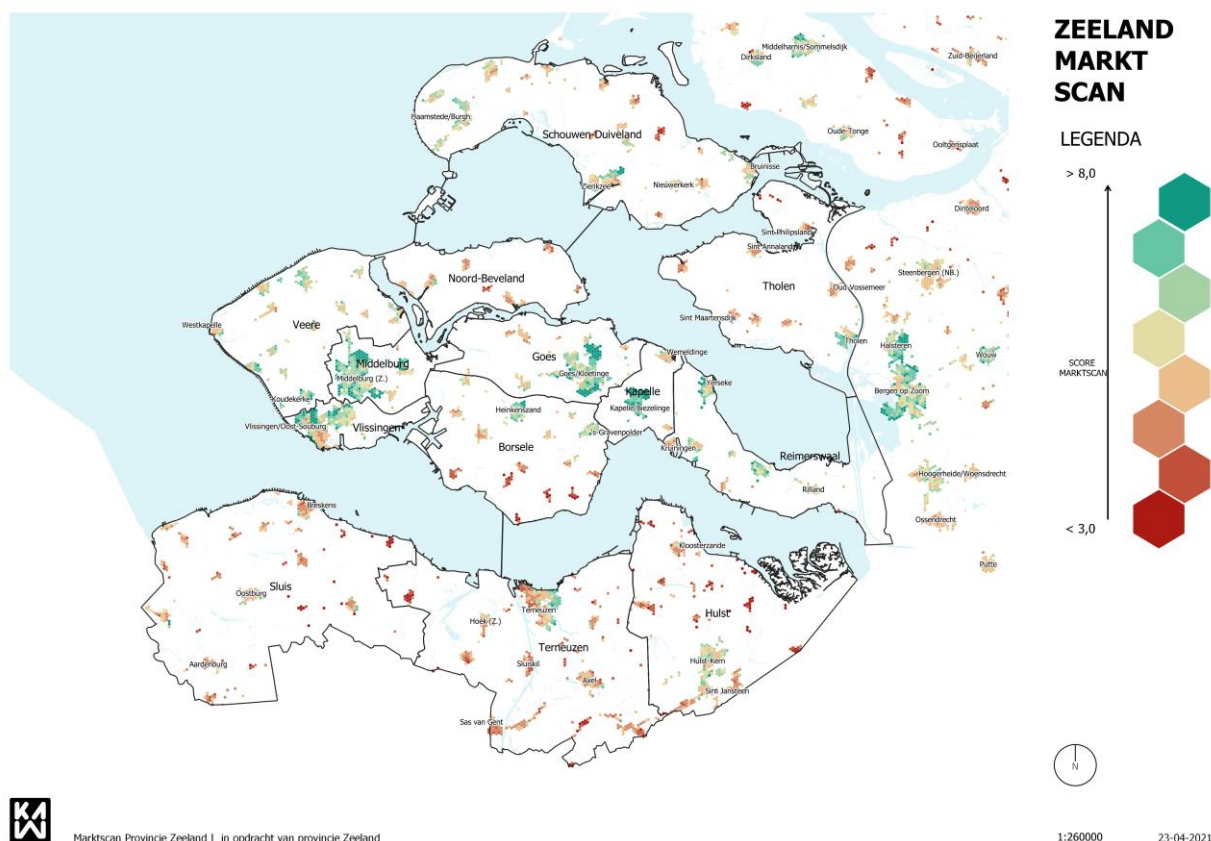 ZEELAND
MARKT
SCAN
LEGENDA
> 8,0
SCORE
MARKTSCAN
< 3,0
N
1:260000
23-04-2021
KAW
Marktscan Provincie Zeeland | in opdracht van provincie Zeeland
Middelharnis/Sommelsdijk
Dirksland
Zuid-Beijerland
Haamstede/Burgh
Schouwen-Duiveland
Oude-Tonge
Ooltgensplaat
Bruinisse
Zierikzee
Nieuwerkerk
Dinteloord
Sint Philipsland
Sint Annaland
Steenbergen (NB.)
Noord-Beveland
Tholen
Oud-Vossemeer
Westkapelle
Veere
Sint Maartensdijk
Tholen
Halsteren
Wouw
Middelburg
Goes
Wemeldinge
Middelburg (Z.)
Goes/Kloetinge
Yerseke
Kapelle
Bergen op Zoom
Koudekerke
Heinkenszand
Kapelle/Biezelinge
Vlissingen/Oost-Souburg
Vlissingen
's-Gravenpolder
Borsele
Kruiningen
Reimerswaal
Hoogerheide/Woensdrecht
Rilland
Breskens
Ossendrecht
Kloosterzande
Putte
Sluis
Oostburg
Terneuzen
Hulst
Hoek (Z.)
Terneuzen
Aardenburg
Sluiskil
Hulst-Kern
Axel
Sint Jansteen
Sas van Gent